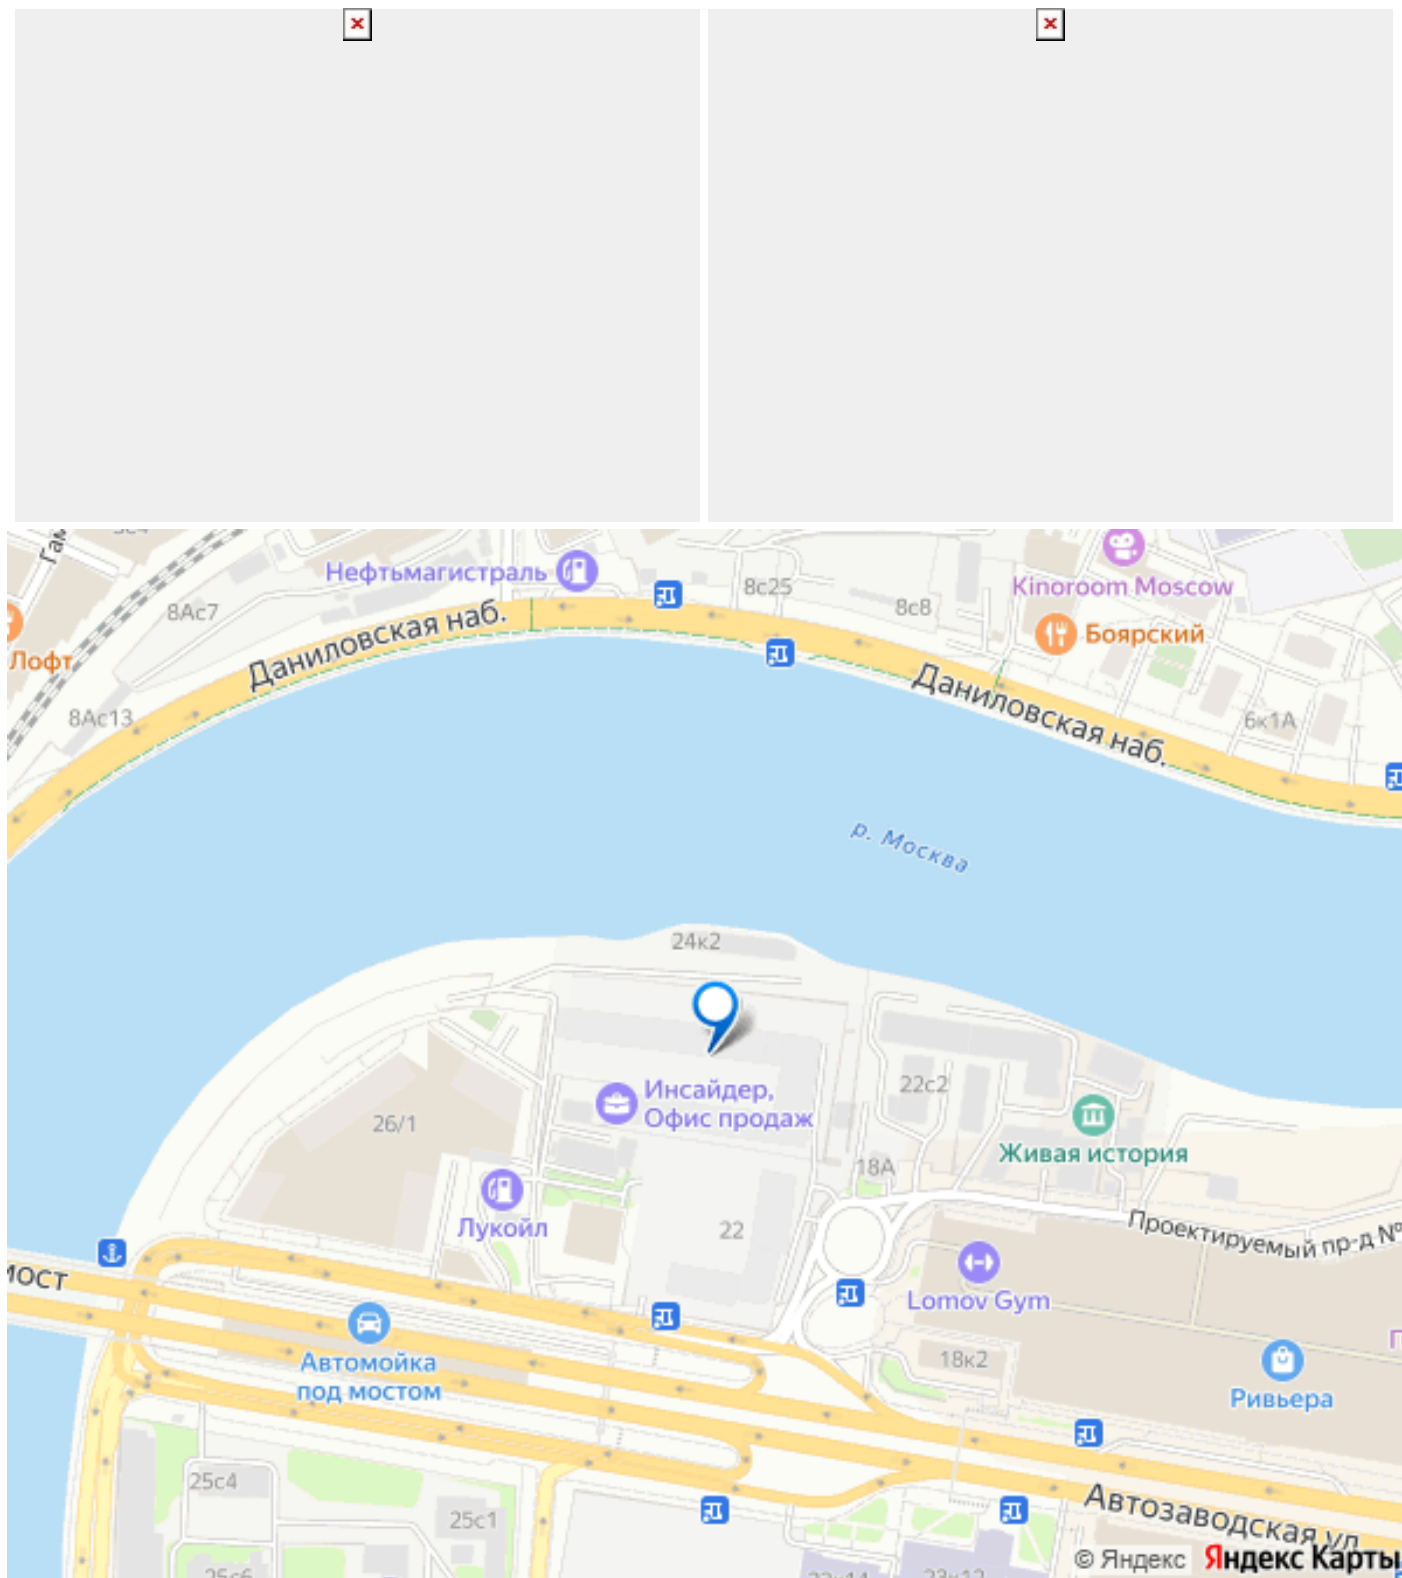 Нефтьмагистраль
8с25
Kinoroom Moscow
8Ас7
8с8
Боярский
Даниловская наб.
Лофт
Даниловская наб.
8Ас13
6к1А
р. Москва
24к2
Инсайдер,
Офис продаж
22с2
26/1
Живая история
18А
Лукойл
22
Проектируемый пр-д №
Lomov Gym
мост
18к2
Автомойка
под мостом
Ривьера
25с4
25с1
Автозаводская ул
© Яндекс Яндекс Карты